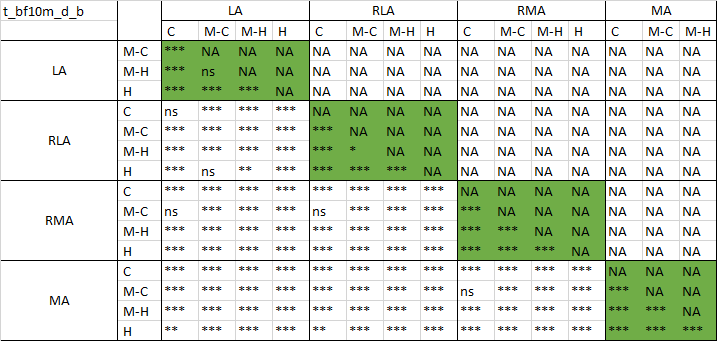 t_bf10m_d_b LA RLA RMA MA
C M-C M-H H C M-C M-H H C M-C M-H H C M-C M-H
LA M-C *** NA NA NA NA NA NA NA NA NA NA NA NA NA NA
M-H *** ns NA NA NA NA NA NA NA NA NA NA NA NA NA
H *** *** *** NA NA NA NA NA NA NA NA NA NA NA NA
RLA C ns *** *** *** NA NA NA NA NA NA NA NA NA NA NA
M-C *** *** *** *** *** NA NA NA NA NA NA NA NA NA NA
M-H *** *** *** *** *** * NA NA NA NA NA NA NA NA NA
H *** ns ** *** *** *** *** NA NA NA NA NA NA NA NA
RMA C *** *** *** *** *** *** *** *** NA NA NA NA NA NA NA
M-C ns *** *** *** ns *** *** *** *** NA NA NA NA NA NA
M-H *** *** *** *** *** *** *** *** *** *** NA NA NA NA NA
H *** *** *** *** *** *** *** *** *** *** *** NA NA NA NA
MA C *** *** *** *** *** *** *** *** *** *** *** *** NA NA NA
M-C *** *** *** *** *** *** *** *** ns *** *** *** *** NA NA
M-H *** *** *** *** *** *** *** *** *** *** *** *** *** *** NA
H ** *** *** *** ** *** *** *** *** *** *** *** *** *** ***